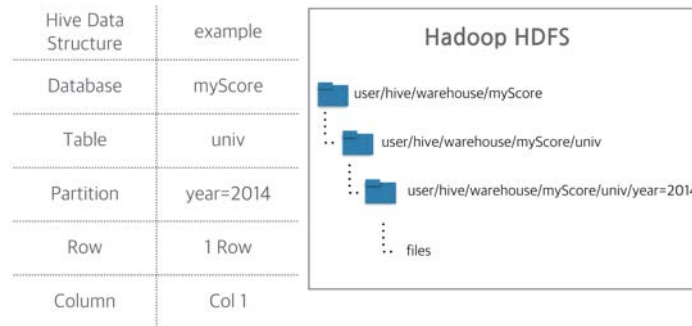 Hive Data
Structure
example
Database
myScore
Table
univ
Partition
year=2014
Row
1 Row
Column
Col 1
Hadoop HDFS
user/hive/warehouse/myScore
user/hive/warehouse/myScore/univ
user/hive/warehouse/myScore/univ/year=2014
files